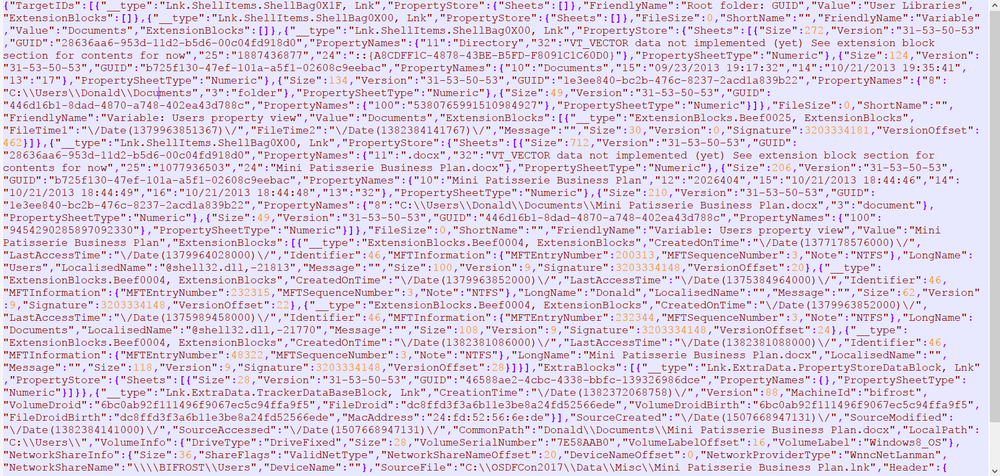 {"TargetIDs":[{"__type":"Lnk.ShellItems.ShellBag0X1F, Lnk","PropertyStore":{"Sheets":[]},"FriendlyName":"Root folder: GUID","Value":"User Libraries",
"ExtensionBlocks":[]},{"__type":"Lnk.ShellItems.ShellBag0X00, Lnk","PropertyStore":{"Sheets":[]},"FileSize":0,"ShortName":"","FriendlyName":"Variable"
,"Value":"Documents","ExtensionBlocks":[]},{"__type":"Lnk.ShellItems.ShellBag0X00, Lnk","PropertyStore":{"Sheets":[{"Size":272,"Version":"31-53-50-53"
,"GUID":"28636aa6-953d-11d2-b5d6-00c04fd918d0","PropertyNames":{"11":"Directory","32":"VT_VECTOR data not implemented (yet) See extension block
section for contents for now","25":"1887436877","24":"::{A8CDFF1C-4878-43BE-B5FD-F8091C1C60D0}"},"PropertySheetType":"Numeric"},{"Size":124,"Version":
"31-53-50-53","GUID":"b725f130-47ef-101a-a5f1-02608c9eebac","PropertyNames":{"10":"Documents","15":"09/23/2013 19:17:32","14":"10/21/2013 19:35:41",
"13":"17"},"PropertySheetType":"Numeric"},{"Size":134,"Version":"31-53-50-53","GUID":"1e3ee840-bc2b-476c-8237-2acd1a839b22","PropertyNames":{"8":
"C:\\Users\\Donald\\Documents","3":"folder"},"PropertySheetType":"Numeric"},{"Size":49,"Version":"31-53-50-53","GUID":
"446d16b1-8dad-4870-a748-402ea43d788c","PropertyNames":{"100":"5380765991510984927"},"PropertySheetType":"Numeric"}]},"FileSize":0,"ShortName":"",
"FriendlyName":"Variable: Users property view","Value":"Documents","ExtensionBlocks":[{"__type":"ExtensionBlocks.Beef0025, ExtensionBlocks",
"FileTime1":"\/Date(1379963851367)\/","FileTime2":"\/Date(1382384141767)\/","Message":"","Size":30,"Version":0,"Signature":3203334181,"VersionOffset":
462}]},{"__type":"Lnk.ShellItems.ShellBag0X00, Lnk","PropertyStore":{"Sheets":[{"Size":712,"Version":"31-53-50-53","GUID":
"28636aa6-953d-11d2-b5d6-00c04fd918d0","PropertyNames":{"11":".docx","32":"VT_VECTOR data not implemented (yet) See extension block section for
contents for now","25":"1077936503","24":"Mini Patisserie Business Plan.docx"},"PropertySheetType":"Numeric"},{"Size":206,"Version":"31-53-50-53",
"GUID":"b725f130-47ef-101a-a5f1-02608c9eebac","PropertyNames":{"10":"Mini Patisserie Business Plan","12":"2026404","15":"10/21/2013 18:44:46","14":
"10/21/2013 18:44:49","16":"10/21/2013 18:44:48","13":"32"},"PropertySheetType":"Numeric"},{"Size":210,"Version":"31-53-50-53","GUID":
"1e3ee840-bc2b-476c-8237-2acd1a839b22","PropertyNames":{"8":"C:\\Users\\Donald\\Documents\\Mini Patisserie Business Plan.docx","3":"document"},
"PropertySheetType":"Numeric"},{"Size":49,"Version":"31-53-50-53","GUID":"446d16b1-8dad-4870-a748-402ea43d788c","PropertyNames":{"100":
"9454290285897092330"},"PropertySheetType":"Numeric"}]},"FileSize":0,"ShortName":"","FriendlyName":"Variable: Users property view","Value":"Mini
Patisserie Business Plan","ExtensionBlocks":[{"__type":"ExtensionBlocks.Beef0004, ExtensionBlocks","CreatedOnTime":"\/Date(1377178576000)\/",
"LastAccessTime":"\/Date(1379964028000)\/","Identifier":46,"MFTInformation":{"MFTEntryNumber":200313,"MFTSequenceNumber":3,"Note":"NTFS"},"LongName":
"Users","LocalisedName":"@shell32.dll,-21813","Message":"","Size":100,"Version":9,"Signature":3203334148,"VersionOffset":20},{"__type":
"ExtensionBlocks.Beef0004, ExtensionBlocks","CreatedOnTime":"\/Date(1379963852000)\/","LastAccessTime":"\/Date(1375384964000)\/","Identifier":46,
"MFTInformation":{"MFTEntryNumber":232315,"MFTSequenceNumber":3,"Note":"NTFS"},"LongName":"Donald","LocalisedName":"","Message":"","Size":62,"Version"
:9,"Signature":3203334148,"VersionOffset":22},{"__type":"ExtensionBlocks.Beef0004, ExtensionBlocks","CreatedOnTime":"\/Date(1379963852000)\/",
"LastAccessTime":"\/Date(1375989458000)\/","Identifier":46,"MFTInformation":{"MFTEntryNumber":232344,"MFTSequenceNumber":3,"Note":"NTFS"},"LongName":
"Documents","LocalisedName":"@shell32.dll,-21770","Message":"","Size":108,"Version":9,"Signature":3203334148,"VersionOffset":24},{"__type":
"ExtensionBlocks.Beef0004, ExtensionBlocks","CreatedOnTime":"\/Date(1382381086000)\/","LastAccessTime":"\/Date(1382381088000)\/","Identifier":46,
"MFTInformation":{"MFTEntryNumber":48322,"MFTSequenceNumber":3,"Note":"NTFS"},"LongName":"Mini Patisserie Business Plan.docx","LocalisedName":"",
"Message":"","Size":118,"Version":9,"Signature":3203334148,"VersionOffset":28}]}],"ExtraBlocks":[{"__type":"Lnk.ExtraData.PropertyStoreDataBlock, Lnk"
,"PropertyStore":{"Sheets":[{"Size":28,"Version":"31-53-50-53","GUID":"46588ae2-4cbc-4338-bbfc-139326986dce","PropertyNames":{},"PropertySheetType":
"Numeric"}]}},{"__type":"Lnk.ExtraData.TrackerDataBaseBlock, Lnk","CreationTime":"\/Date(1382372068758)\/","Version":88,"MachineId":"bifrost",
"VolumeDroid":"6bc0ab92f111496f9067ec5c94ffa9f5","FileDroid":"dc8ffd3f3a6b11e3be8a24fd52566ede","VolumeDroidBirth":"6bc0ab92f111496f9067ec5c94ffa9f5",
"FileDroidBirth":"dc8ffd3f3a6b11e3be8a24fd52566ede","MacAddress":"24:fd:52:56:6e:de"}],"SourceCreated":"\/Date(1507668947131)\/","SourceModified":
"\/Date(1382384141000)\/","SourceAccessed":"\/Date(1507668947131)\/","CommonPath":"Donald\\Documents\\Mini Patisserie Business Plan.docx","LocalPath":
"C:\\Users\\","VolumeInfo":{"DriveType":"DriveFixed","Size":28,"VolumeSerialNumber":"7E58AAB0","VolumeLabelOffset":16,"VolumeLabel":"Windows8_OS"},
"NetworkShareInfo":{"Size":36,"ShareFlags":"ValidNetType","NetworkShareNameOffset":20,"DeviceNameOffset":0,"NetworkProviderType":"WnncNetLanman",
"NetworkShareName":"\\\\BIFROST\\Users","DeviceName":""},"SourceFile":"C:\\OSDFCon2017\\Data\\Misc\\Mini Patisserie Business Plan.lnk","Header":{